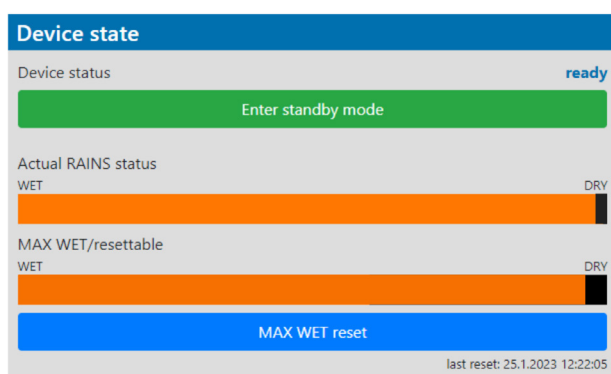 Device state
Device status ready
Enter standby mode
Actual RAINS status
WET DRY
MAX WET/resettable
WET DRY
MAX WET reset
last reset: 25.1.2023 12:22:05